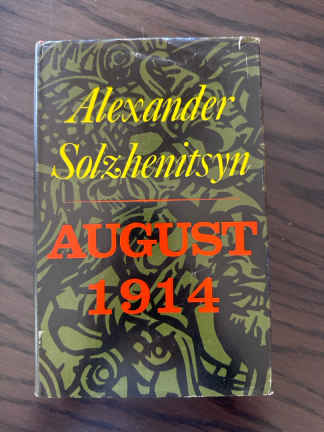 Alexander
Solzhenitsyn
AUGUST
1914